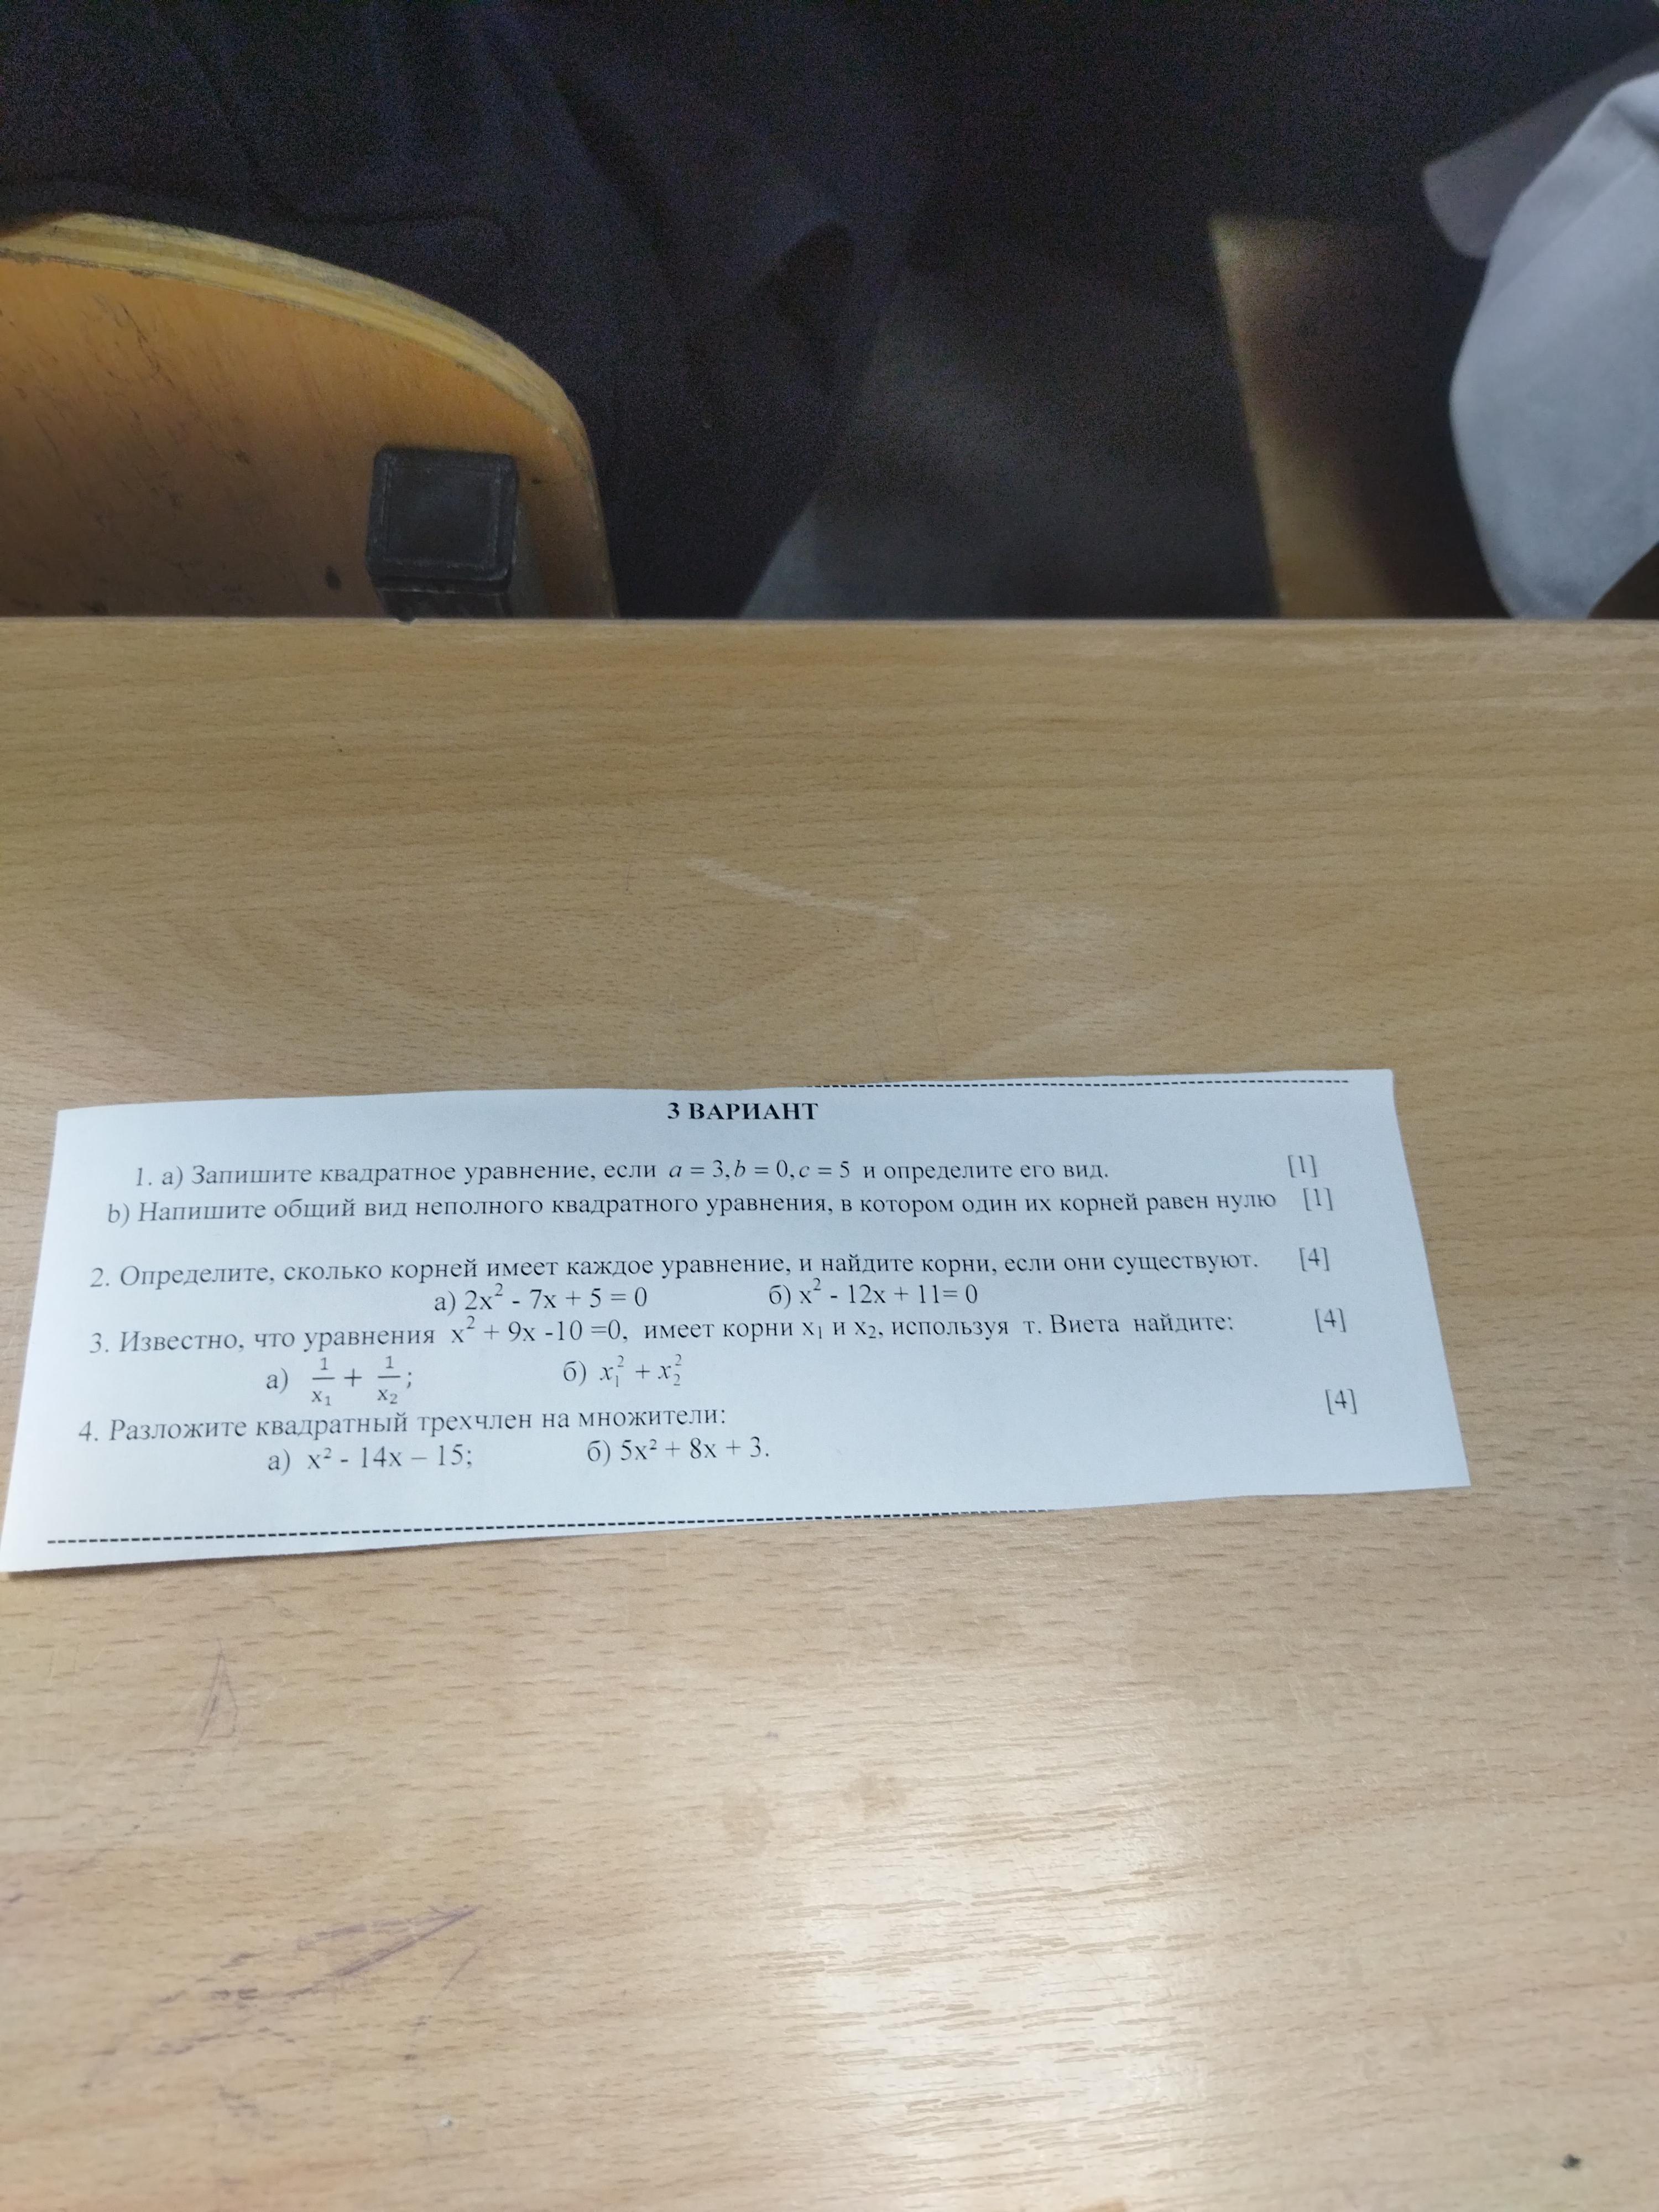 3 ВАРИАНТ
1. а) Запишите квадратное уравнение, если a = 3, b = 0, c = 5 и определите его вид. [1]
b) Напишите общий вид неполного квадратного уравнения, в котором один их корней равен нулю [1]
2. Определите, сколько корней имеет каждое уравнение, и найдите корни, если они существуют. [4]
а) 2x² - 7x + 5 = 0 б) x² - 12x + 11= 0
3. Известно, что уравнения x² + 9x -10 =0, имеет корни x₁ и x₂, используя т. Виета найдите: [4]
а) 1/x₁ + 1/x₂; б) x₁² + x₂²
4. Разложите квадратный трехчлен на множители: [4]
а) x² - 14x – 15; б) 5x² + 8x + 3.